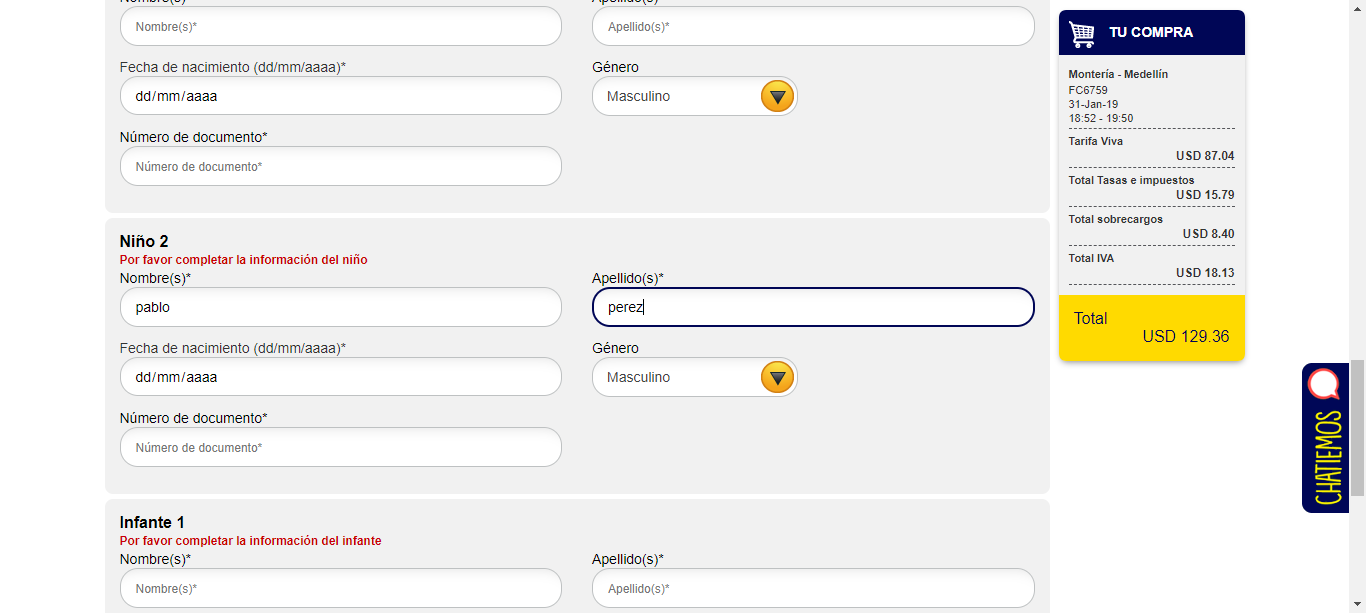 Nombre(s)*
Apellido(s)*
Nombre(s)*
Apellido(s)*
Fecha de nacimiento (dd/mm/aaaa)*
Género
dd/mm/aaaa
Masculino
Número de documento*
Número de documento*
Niño 2
Por favor completar la información del niño
Nombre(s)*
Apellido(s)*
pablo
perez
Fecha de nacimiento (dd/mm/aaaa)*
Género
dd/mm/aaaa
Masculino
Número de documento*
Número de documento*
Infante 1
Por favor completar la información del infante
Nombre(s)*
Apellido(s)*
Nombre(s)*
Apellido(s)*
TU COMPRA
Montería - Medellín
FC6759
31-Jan-19
18:52 - 19:50
Tarifa Viva
USD 87.04
Total Tasas e impuestos
USD 15.79
Total sobrecargos
USD 8.40
Total IVA
USD 18.13
Total
USD 129.36
CHATIEMOS